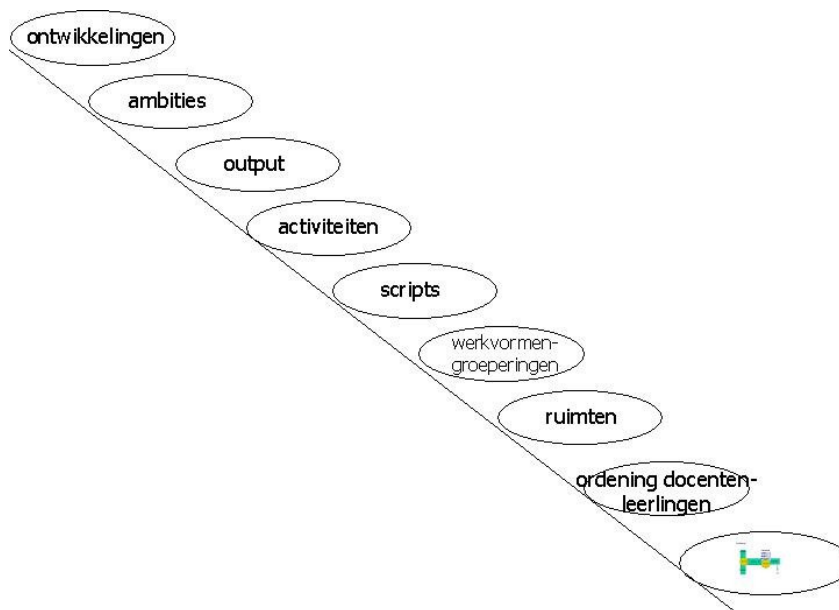 ontwikkelingen
ambities
output
activiteiten
scripts
werkvormen-
groeperingen
ruimten
ordening docenten-
leerlingen